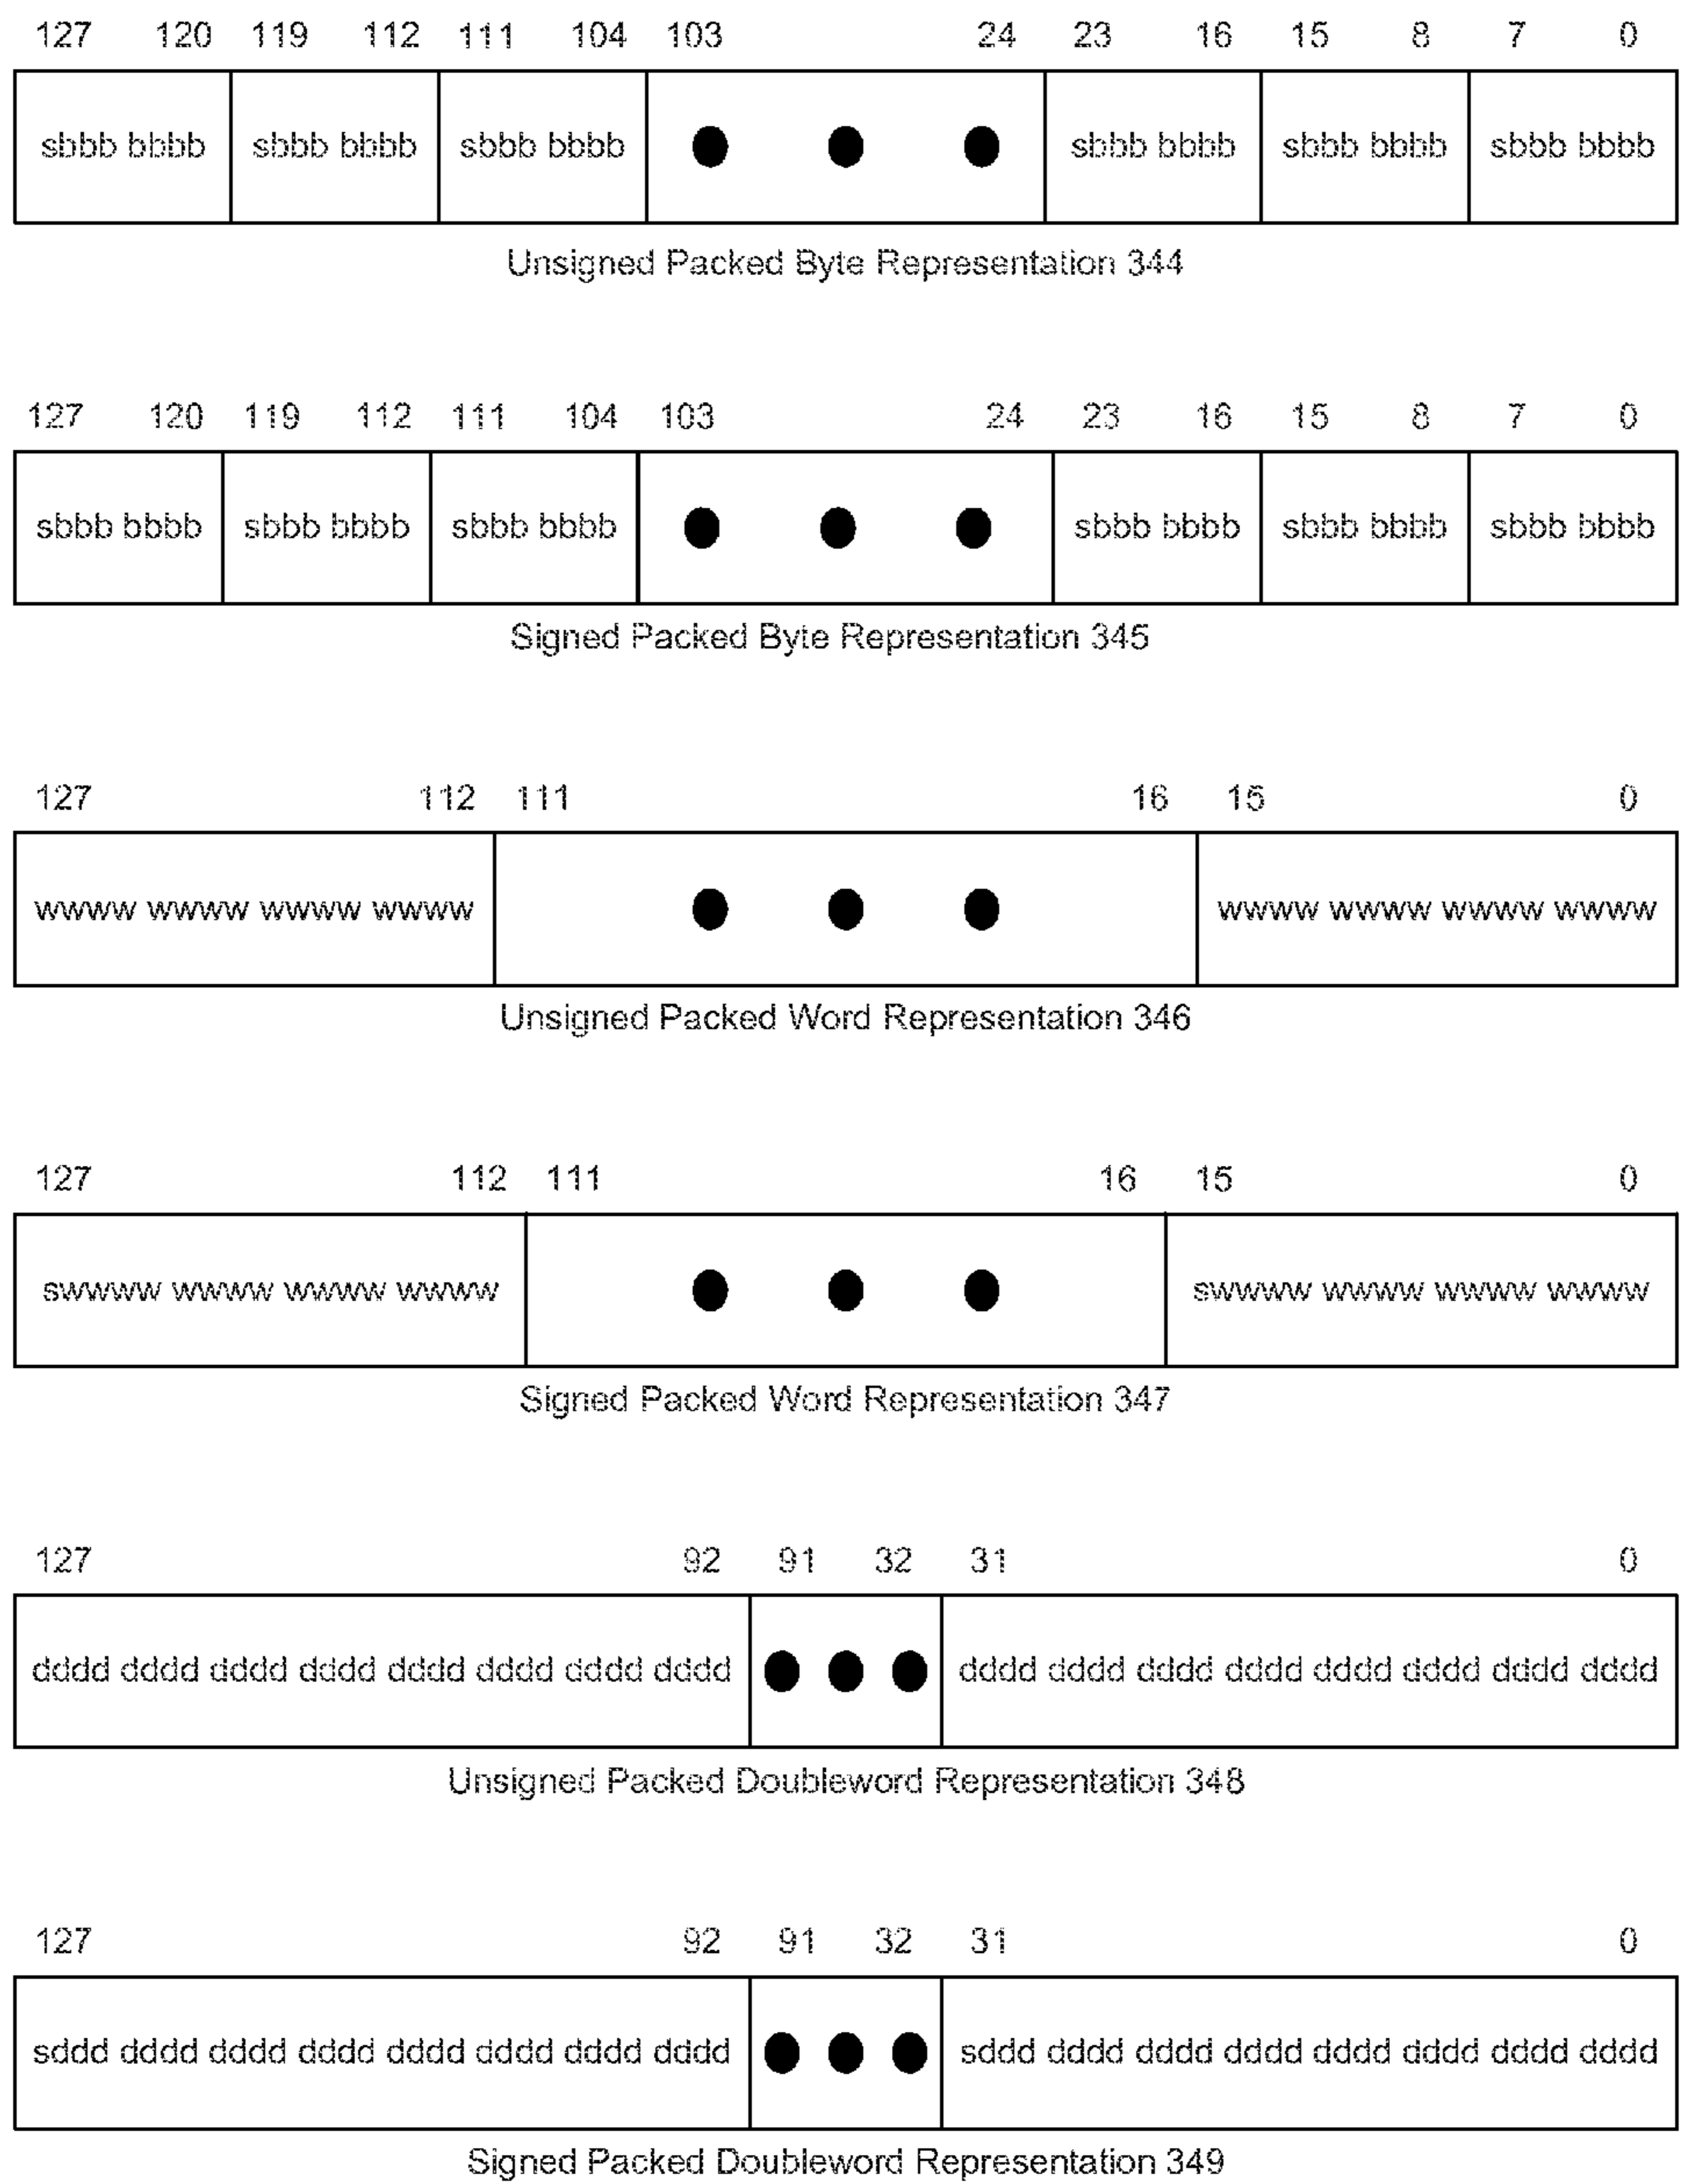 127 120 119 112 111 104 103 24 23 16 15 8 7 0
sbbb bbbb sbbb bbbb sbbb bbbb sbbb bbbb sbbb bbbb sbbb bbbb
Unsigned Packed Byte Representation 344
127 120 119 112 111 104 103 24 23 16 15 8 7 0
sbbb bbbb sbbb bbbb sbbb bbbb sbbb bbbb sbbb bbbb sbbb bbbb
Signed Packed Byte Representation 345
127 112 111 16 15 0
wwww wwww wwww wwww wwww wwww wwww wwww
Unsigned Packed Word Representation 346
127 112 111 16 15 0
swwww wwww wwww wwww swwww wwww wwww wwww
Signed Packed Word Representation 347
127 92 91 32 31 0
dddd dddd dddd dddd dddd dddd dddd dddd dddd dddd dddd dddd dddd dddd dddd dddd
Unsigned Packed Doubleword Representation 348
127 92 91 32 31 0
sddd dddd dddd dddd dddd dddd dddd dddd sddd dddd dddd dddd dddd dddd dddd dddd
Signed Packed Doubleword Representation 349